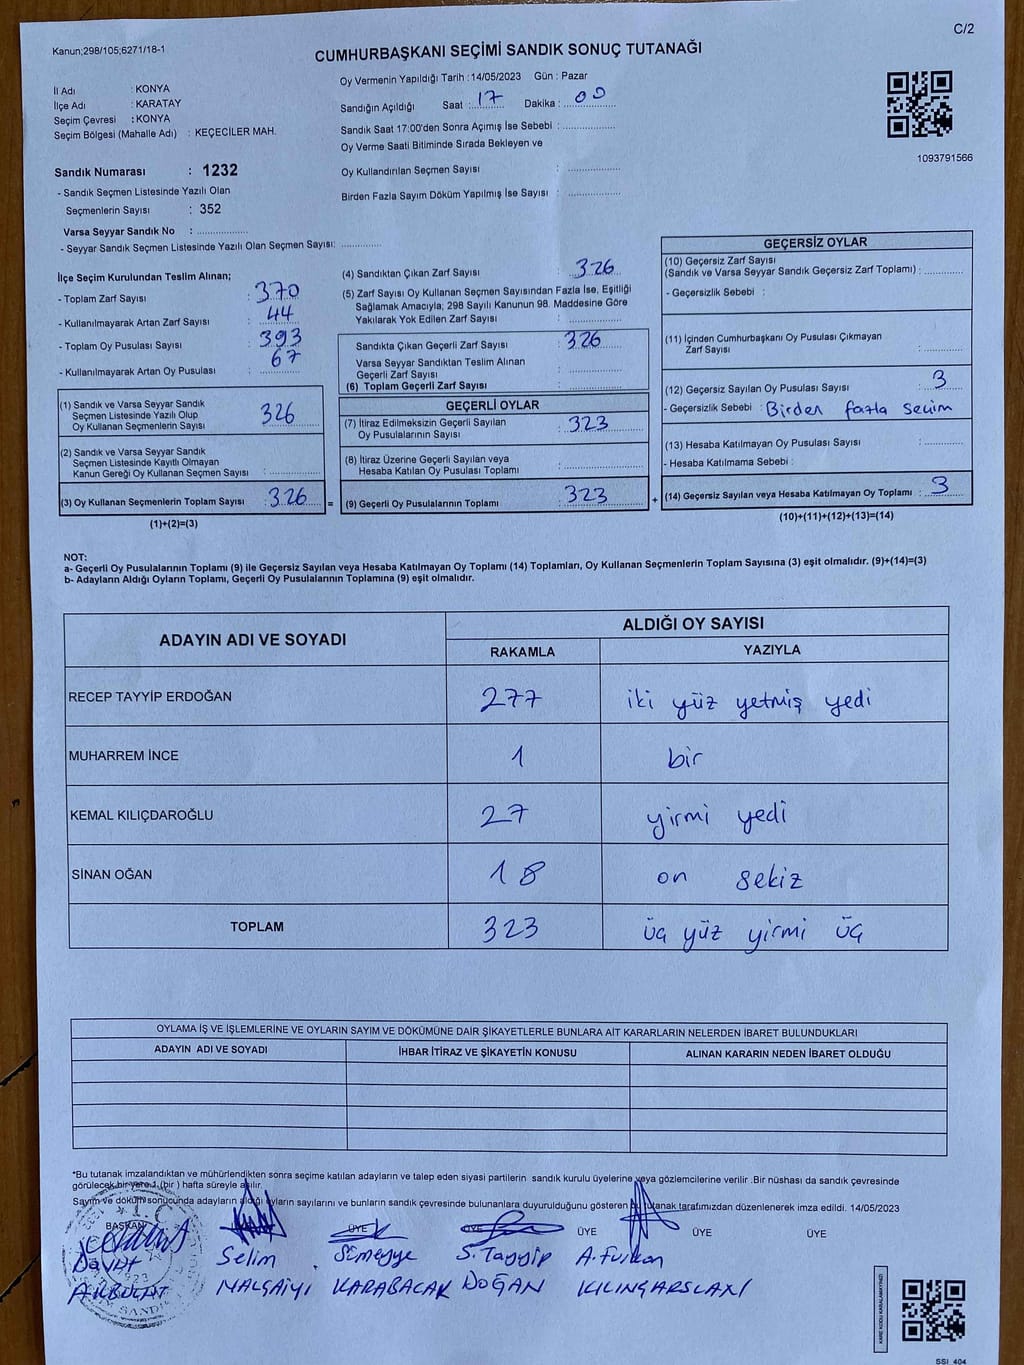 C/2
Kanun;298/105;6271/18-1
CUMHURBAŞKANI SEÇİMİ SANDIK SONUÇ TUTANAĞI
İl Adı : KONYA
İlçe Adı : KARATAY
Seçim Çevresi : KONYA
Seçim Bölgesi (Mahalle Adı) : KEÇECİLER MAH.
Oy Vermenin Yapıldığı Tarih :14/05/2023 Gün : Pazar
Sandığın Açıldığı Saat : 17 Dakika : 00
Sandık Saat 17:00'den Sonra Açımış İse Sebebi :
Oy Verme Saati Bitiminde Sırada Bekleyen ve
Oy Kullandırılan Seçmen Sayısı :
Birden Fazla Sayım Döküm Yapılmış İse Sayısı :
1093791566
Sandık Numarası : 1232
- Sandık Seçmen Listesinde Yazılı Olan
Seçmenlerin Sayısı : 352
Varsa Seyyar Sandık No :
- Seyyar Sandık Seçmen Listesinde Yazılı Olan Seçmen Sayısı:
İlçe Seçim Kurulundan Teslim Alınan;
- Toplam Zarf Sayısı : 370
- Kullanılmayarak Artan Zarf Sayısı : 44
- Toplam Oy Pusulası Sayısı : 393
- Kullanılmayarak Artan Oy Pusulası : 67
(1) Sandık ve Varsa Seyyar Sandık
Seçmen Listesinde Yazılı Olup
Oy Kullanan Seçmenlerin Sayısı : 326
(2) Sandık ve Varsa Seyyar Sandık
Seçmen Listesinde Kayıtlı Olmayan
Kanun Gereği Oy Kullanan Seçmen Sayısı :
(3) Oy Kullanan Seçmenlerin Toplam Sayısı : 326 =
(1)+(2)=(3)
(4) Sandıktan Çıkan Zarf Sayısı : 326
(5) Zarf Sayısı Oy Kullanan Seçmen Sayısından Fazla İse, Eşitliği
Sağlamak Amacıyla; 298 Sayılı Kanunun 98. Maddesine Göre
Yakılarak Yok Edilen Zarf Sayısı :
Sandıkta Çıkan Geçerli Zarf Sayısı : 326
Varsa Seyyar Sandıktan Teslim Alınan
Geçerli Zarf Sayısı :
(6) Toplam Geçerli Zarf Sayısı :
GEÇERLİ OYLAR
(7) İtiraz Edilmeksizin Geçerli Sayılan
Oy Pusulalarının Sayısı : 323
(8) İtiraz Üzerine Geçerli Sayılan veya
Hesaba Katılan Oy Pusulası Toplamı :
(9) Geçerli Oy Pusulalarının Toplamı : 323 +
GEÇERSİZ OYLAR
(10) Geçersiz Zarf Sayısı
(Sandık ve Varsa Seyyar Sandık Geçersiz Zarf Toplamı) :
- Geçersizlik Sebebi :
(11) İçinden Cumhurbaşkanı Oy Pusulası Çıkmayan
Zarf Sayısı :
(12) Geçersiz Sayılan Oy Pusulası Sayısı : 3
- Geçersizlik Sebebi : Birden fazla seçim
(13) Hesaba Katılmayan Oy Pusulası Sayısı :
- Hesaba Katılmama Sebebi :
(14) Geçersiz Sayılan veya Hesaba Katılmayan Oy Toplamı : 3
(10)+(11)+(12)+(13)=(14)
NOT:
a- Geçerli Oy Pusulalarının Toplamı (9) ile Geçersiz Sayılan veya Hesaba Katılmayan Oy Toplamı (14) Toplamları, Oy Kullanan Seçmenlerin Toplam Sayısına (3) eşit olmalıdır. (9)+(14)=(3)
b- Adayların Aldığı Oyların Toplamı, Geçerli Oy Pusulalarının Toplamına (9) eşit olmalıdır.
ADAYIN ADI VE SOYADI ALDIĞI OY SAYISI
RAKAMLA YAZIYLA
RECEP TAYYİP ERDOĞAN 277 iki yüz yetmiş yedi
MUHARREM İNCE 1 bir
KEMAL KILIÇDAROĞLU 27 yirmi yedi
SİNAN OĞAN 18 on sekiz
TOPLAM 323 üç yüz yirmi üç
OYLAMA İŞ VE İŞLEMLERİNE VE OYLARIN SAYIM VE DÖKÜMÜNE DAİR ŞİKAYETLERLE BUNLARA AİT KARARLARIN NELERDEN İBARET BULUNDUKLARI
ADAYIN ADI VE SOYADI İHBAR İTİRAZ VE ŞİKAYETİN KONUSU ALINAN KARARIN NEDEN İBARET OLDUĞU
*Bu tutanak imzalandıktan ve mühürlendikten sonra seçime katılan adayların ve talep eden siyasi partilerin sandık kurulu üyelerine veya gözlemcilerine verilir .Bir nüshası da sandık çevresinde
görülecek bir yere 1 (bir ) hafta süreyle asılır.
Sayım ve döküm sonucunda adayların aldığı oyların sayılarını ve bunların sandık çevresinde bulunanlara duyurulduğunu gösteren bu tutanak tarafımızdan düzenlenerek imza edildi. 14/05/2023
BAŞKAN ÜYE ÜYE ÜYE ÜYE ÜYE
Davut Selim Sümeyye S. Tayyip A. Furkan
AKBULUT MALÇAİYİ KARABACAK DOĞAN KILINÇARSLAN
T.C
KARE KODU KARALAMAYINIZ!
SSİ 404